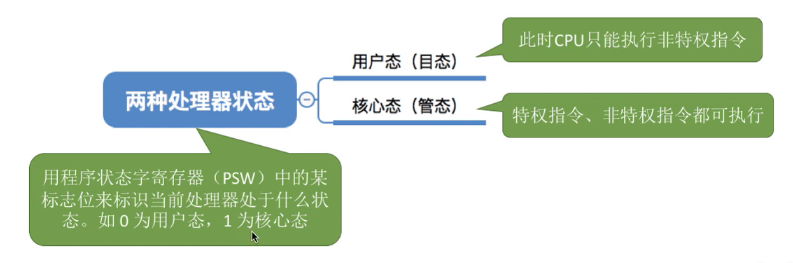 此时CPU只能执行非特权指令
用户态（目态）
两种处理器状态
核心态（管态）
特权指令、非特权指令都可执行
用程序状态字寄存器（PSW）中的某
标志位来标识当前处理器处于什么状
态。如 0 为用户态，1 为核心态